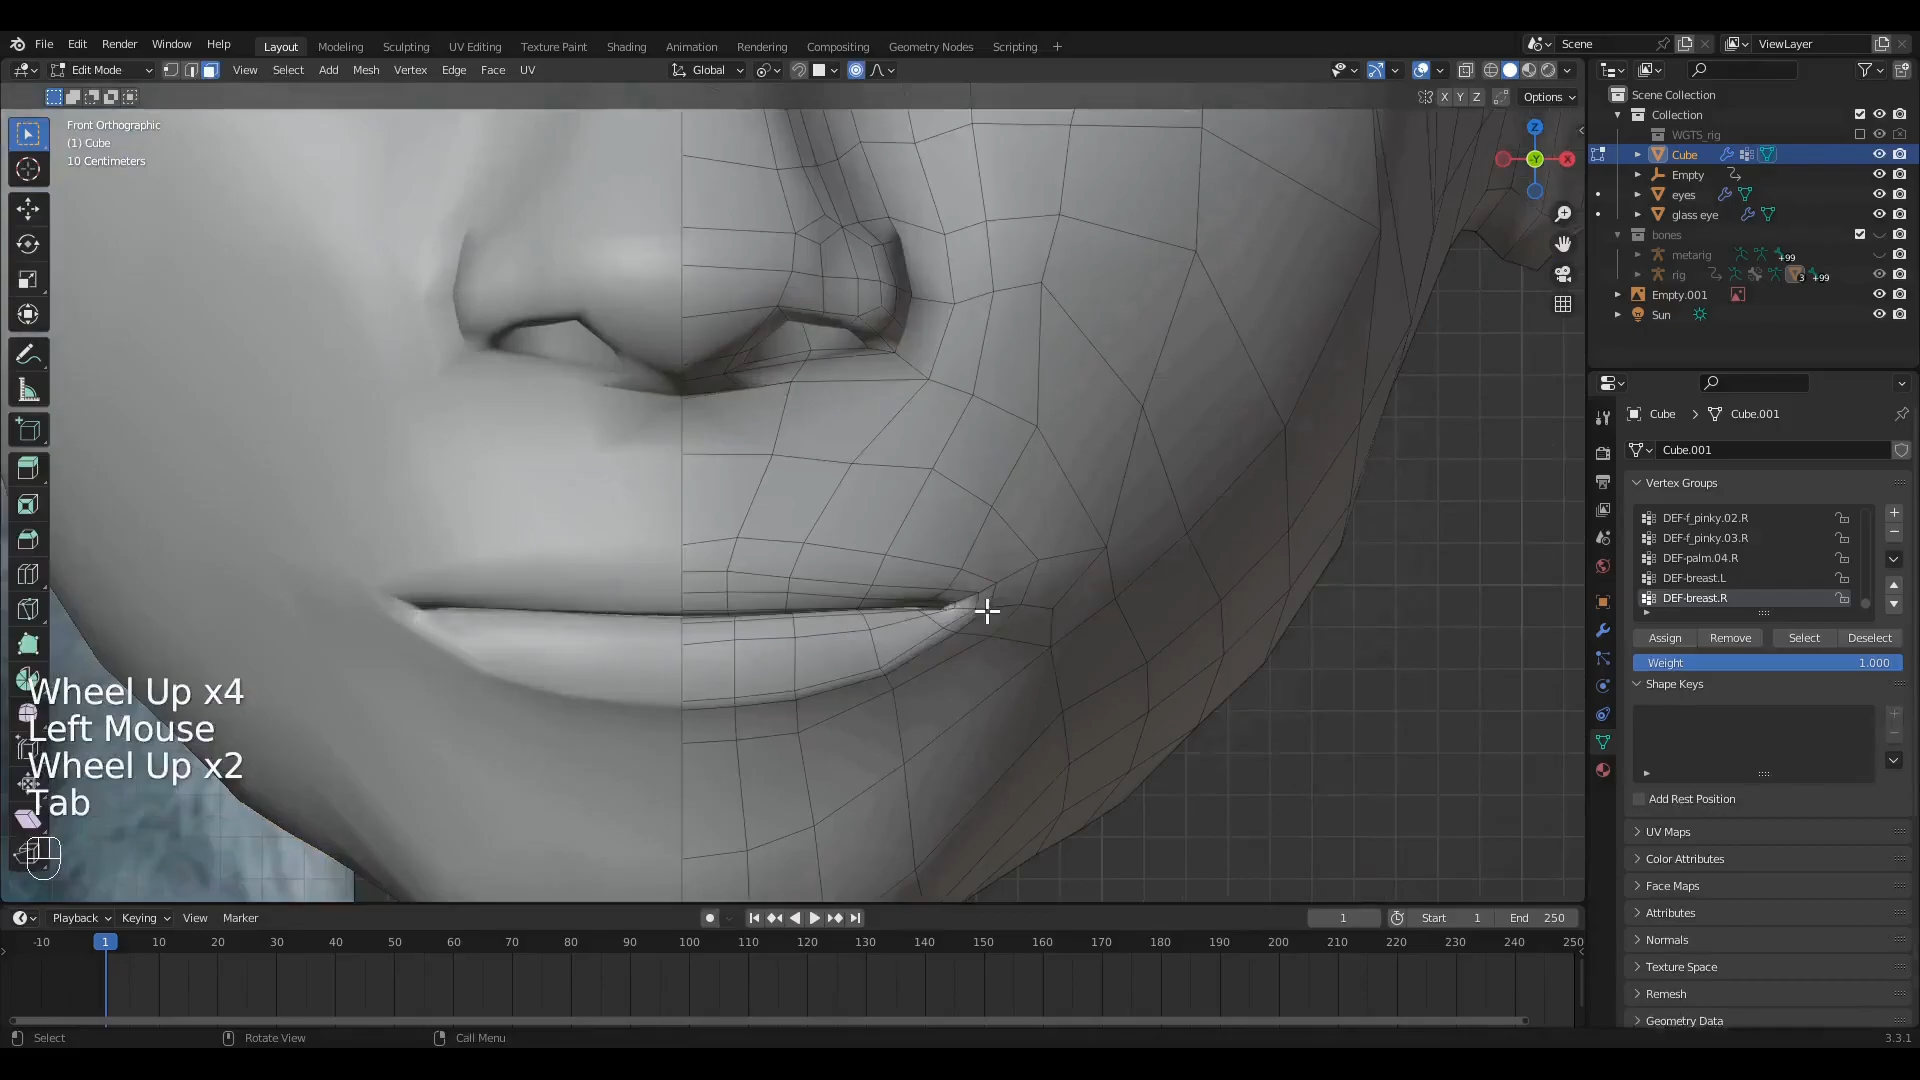 File Edit Render Window Help Layout Modeling Sculpting UV Editing Texture Paint Shading Animation Rendering Compositing Geometry Nodes Scripting + Scene ViewLayer
Edit Mode View Select Add Mesh Vertex Edge Face UV Global
X Y Z Options
Front Orthographic
(1) Cube
10 Centimeters
Z
-Y
X
Wheel Up x4
Left Mouse
Wheel Up x2
Tab
Scene Collection
Collection
WGTS_rig
Cube
Empty
eyes
glass eye
bones
metarig +99
rig 3 +99
Empty.001
Sun
Cube > Cube.001
Cube.001
Vertex Groups
DEF-f_pinky.02.R
DEF-f_pinky.03.R
DEF-palm.04.R
DEF-breast.L
DEF-breast.R
Assign Remove Select Deselect
Weight 1.000
Shape Keys
Add Rest Position
UV Maps
Color Attributes
Face Maps
Attributes
Normals
Texture Space
Remesh
Geometry Data
Playback Keying View Marker 1 Start 1 End 250
-10 1 10 20 30 40 50 60 70 80 90 100 110 120 130 140 150 160 170 180 190 200 210 220 230 240 250
Select Rotate View Call Menu 3.3.1